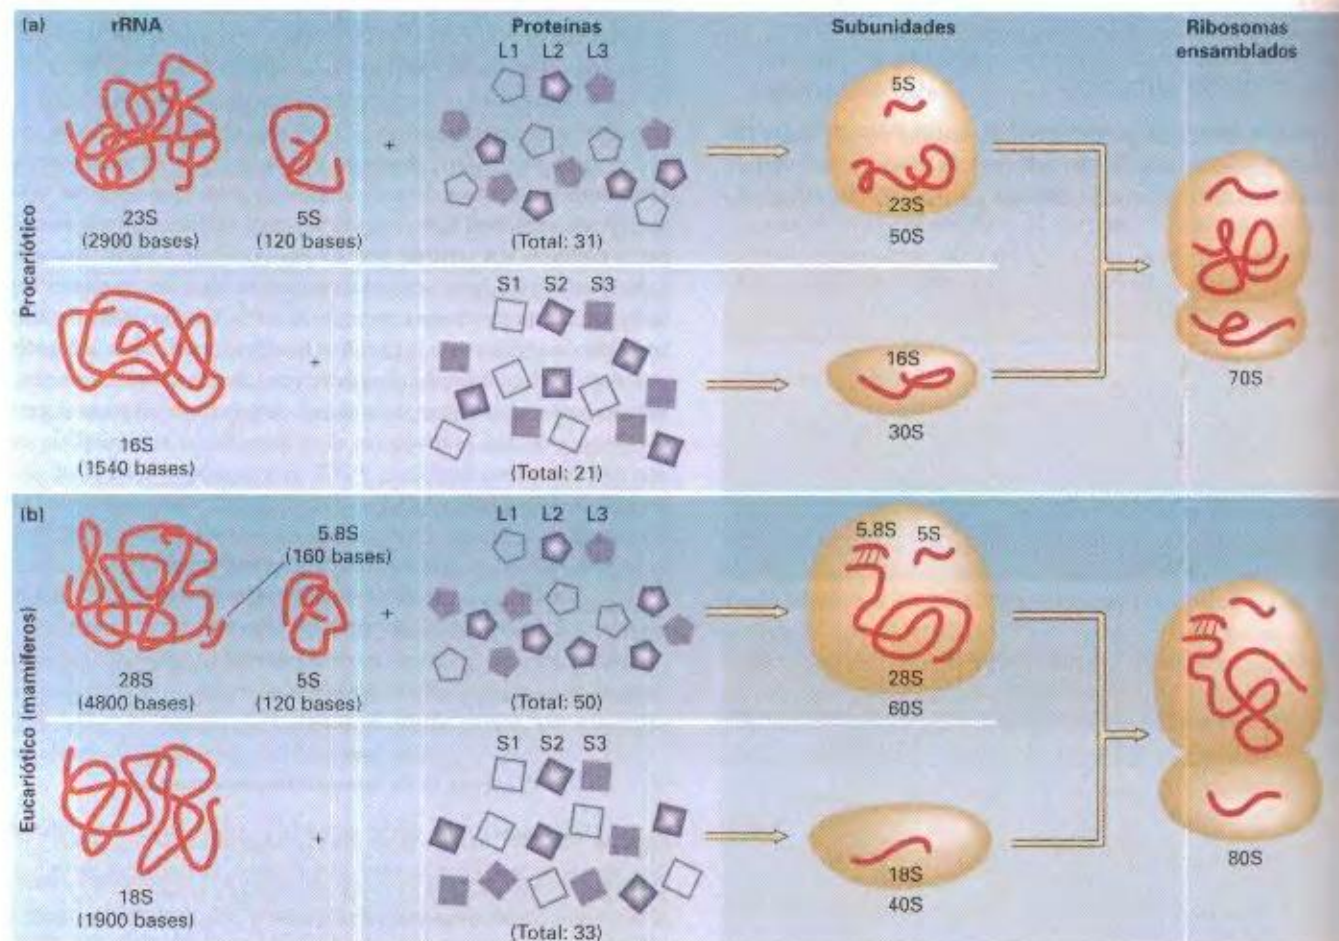 (a)
rRNA
Proteínas
Subunidades
Ribosomas
ensamblados
Procariótico
L1 L2 L3
23S
(2900 bases)
5S
(120 bases)
+
(Total: 31)
5S
23S
50S
S1 S2 S3
16S
(1540 bases)
+
(Total: 21)
16S
30S
70S
(b)
Eucariótico (mamíferos)
5.8S
(160 bases)
L1 L2 L3
28S
(4800 bases)
5S
(120 bases)
+
(Total: 50)
5.8S 5S
28S
60S
S1 S2 S3
18S
(1900 bases)
+
(Total: 33)
18S
40S
80S